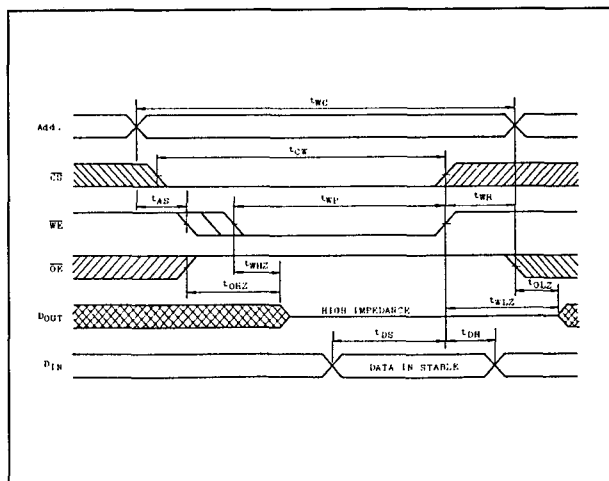 tWC
Add.
tCW
CS
tAS
tWP
tWR
WE
tWHZ
OE
tOHZ
tOLZ
DOUT
HIGH IMPEDANCE
tWLZ
tDS
tDH
DIN
DATA IN STABLE